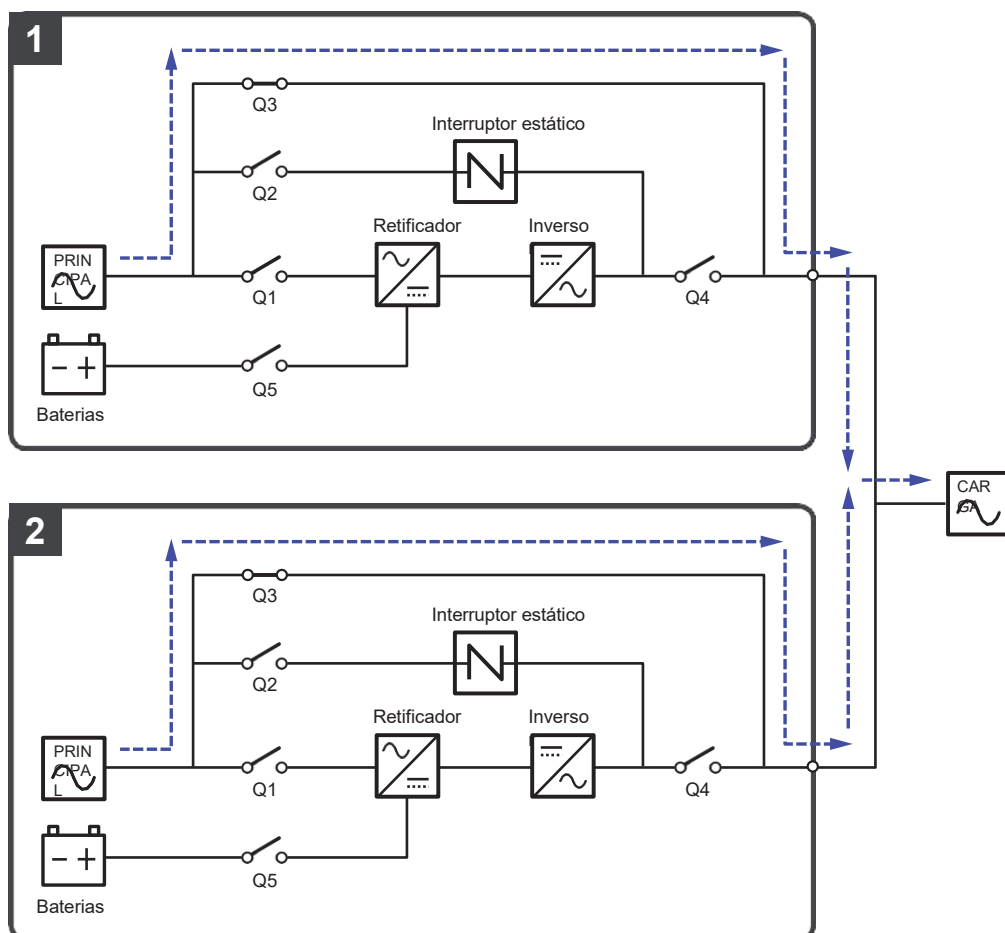 1
Q3
Interruptor estático
Q2
Retificador
Inverso
PRIN
CIPA
L
Q1
Q4
Q5
Baterias
CAR
GA
2
Q3
Interruptor estático
Q2
Retificador
Inverso
PRIN
CIPA
L
Q1
Q4
Q5
Baterias